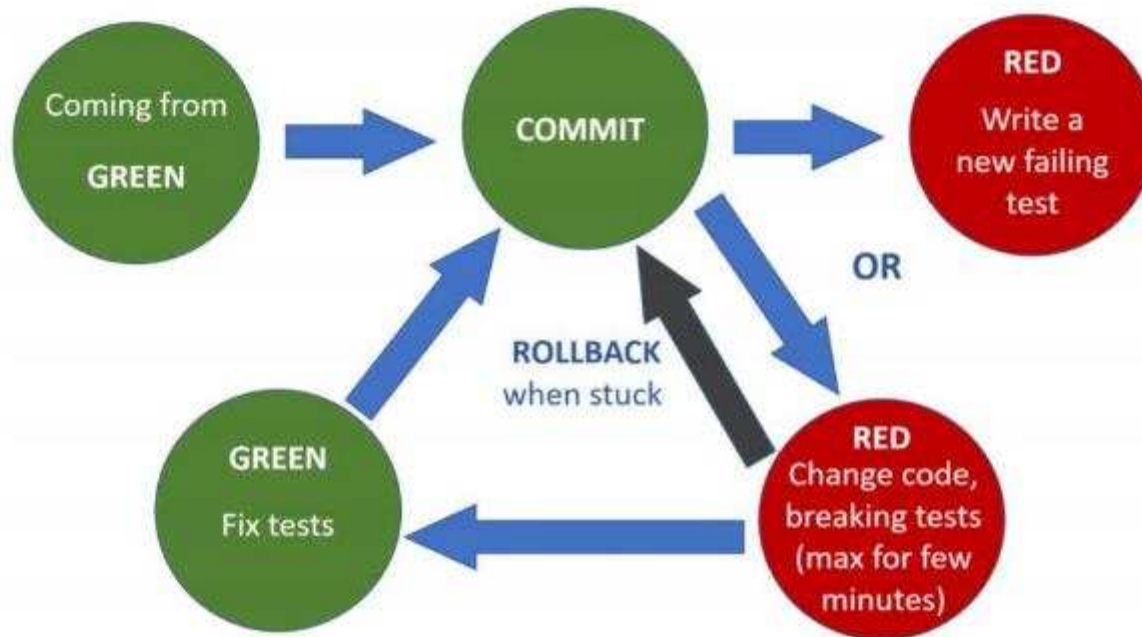 Coming from
GREEN
COMMIT
RED
Write a
new failing
test
OR
ROLLBACK
when stuck
GREEN
Fix tests
RED
Change code,
breaking tests
(max for few
minutes)